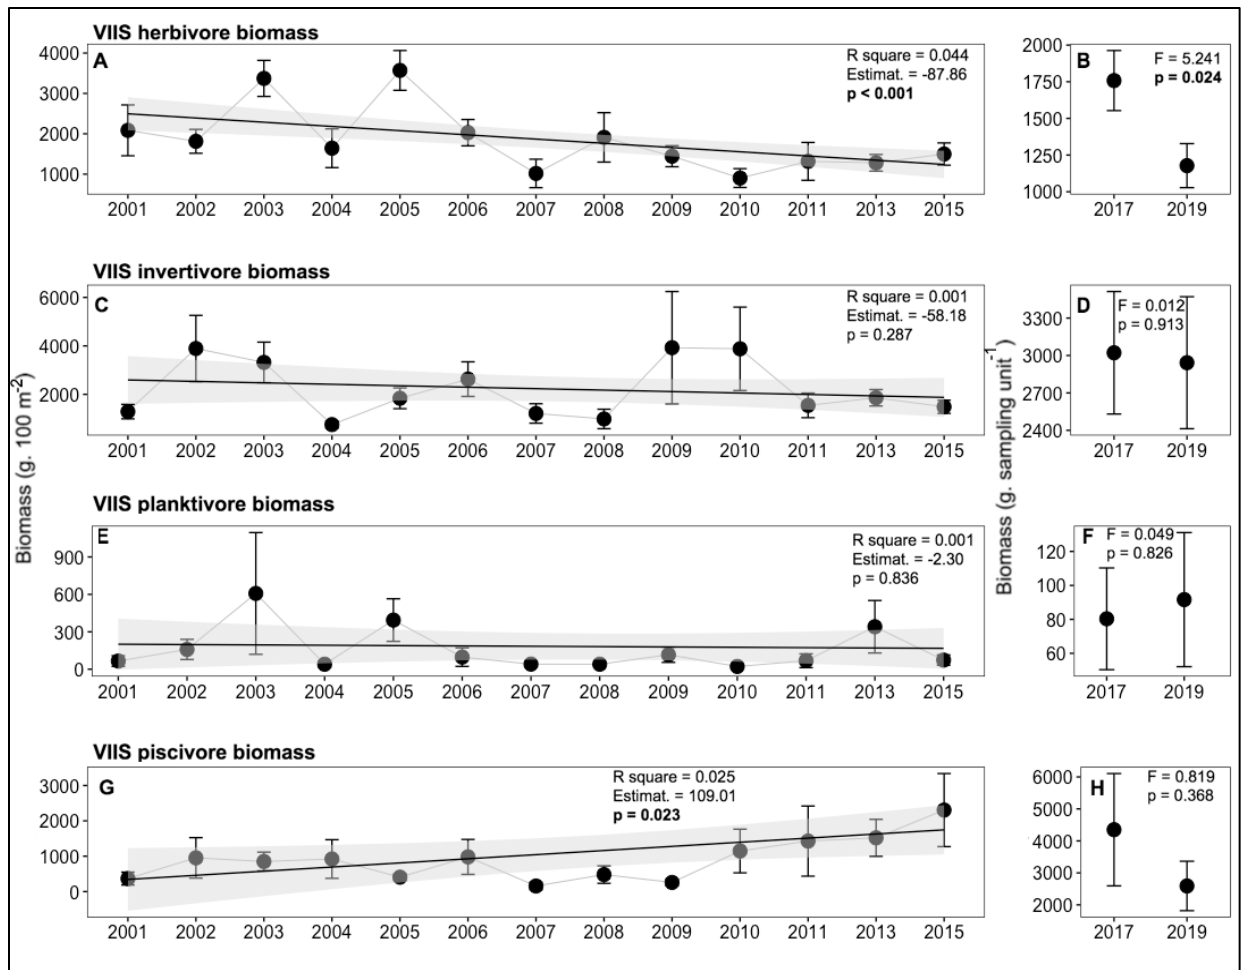 VIIS herbivore biomass
A
4000
3000
2000
1000
R square = 0.044
Estimat. = -87.86
p < 0.001
2001 2002 2003 2004 2005 2006 2007 2008 2009 2010 2011 2013 2015
B
2000
1750
1500
1250
1000
F = 5.241
p = 0.024
2017 2019
VIIS invertivore biomass
C
6000
4000
2000
R square = 0.001
Estimat. = -58.18
p = 0.287
2001 2002 2003 2004 2005 2006 2007 2008 2009 2010 2011 2013 2015
D
3300
3000
2700
2400
F = 0.012
p = 0.913
2017 2019
Biomass (g. 100 m-2)
Biomass (g. sampling unit -1)
VIIS planktivore biomass
E
900
600
300
0
R square = 0.001
Estimat. = -2.30
p = 0.836
2001 2002 2003 2004 2005 2006 2007 2008 2009 2010 2011 2013 2015
F
120
100
80
60
F = 0.049
p = 0.826
2017 2019
VIIS piscivore biomass
G
3000
2000
1000
0
R square = 0.025
Estimat. = 109.01
p = 0.023
2001 2002 2003 2004 2005 2006 2007 2008 2009 2010 2011 2013 2015
H
6000
5000
4000
3000
2000
F = 0.819
p = 0.368
2017 2019